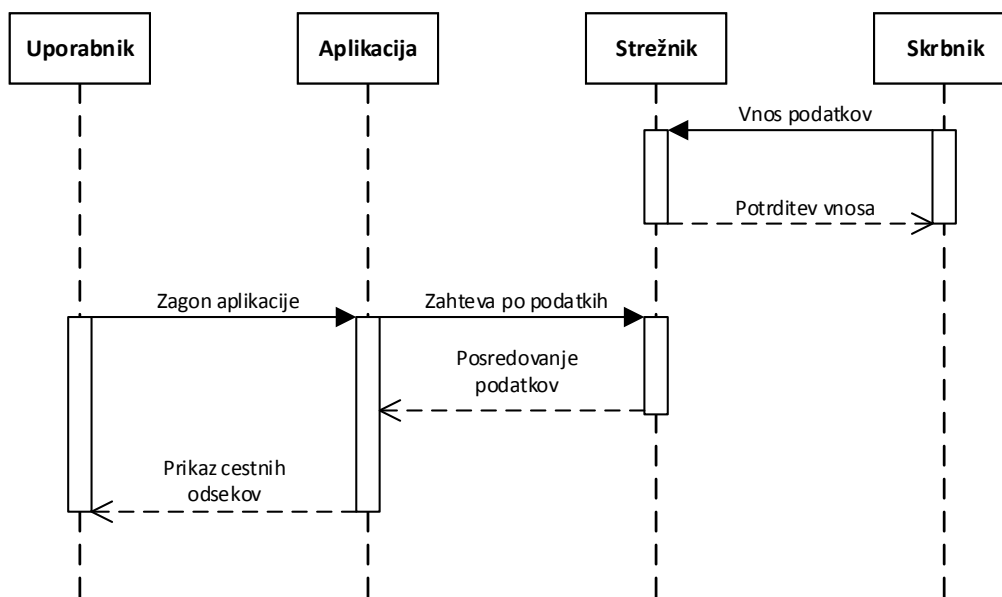 Uporabnik
Aplikacija
Strežnik
Skrbnik
Vnos podatkov
Potrditev vnosa
Zagon aplikacije
Zahteva po podatkih
Posredovanje
podatkov
Prikaz cestnih
odsekov